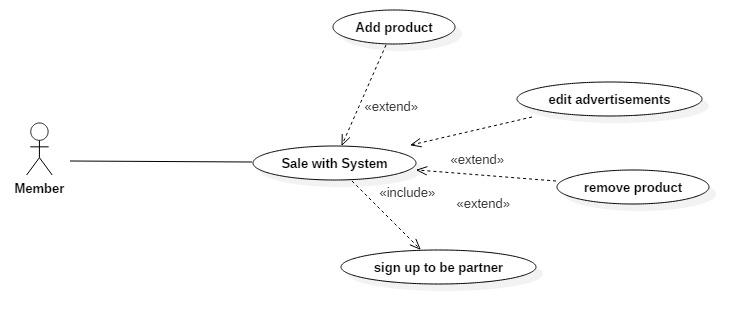 Add product
«extend»
edit advertisements
Member
Sale with System
«extend»
remove product
«include»
«extend»
sign up to be partner